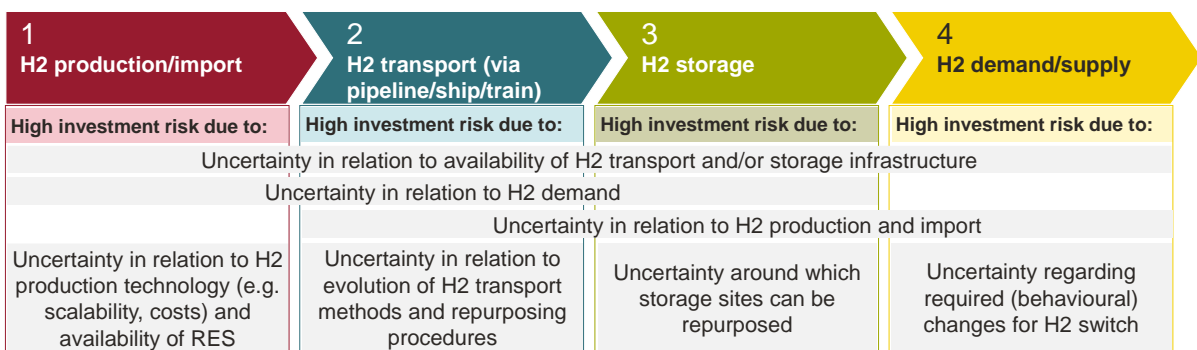 1
H2 production/import
2
H2 transport (via
pipeline/ship/train)
3
H2 storage
4
H2 demand/supply
High investment risk due to:
High investment risk due to:
High investment risk due to:
High investment risk due to:
Uncertainty in relation to availability of H2 transport and/or storage infrastructure
Uncertainty in relation to H2 demand
Uncertainty in relation to H2 production and import
Uncertainty in relation to H2
production technology (e.g.
scalability, costs) and
availability of RES
Uncertainty in relation to
evolution of H2 transport
methods and repurposing
procedures
Uncertainty around which
storage sites can be
repurposed
Uncertainty regarding
required (behavioural)
changes for H2 switch